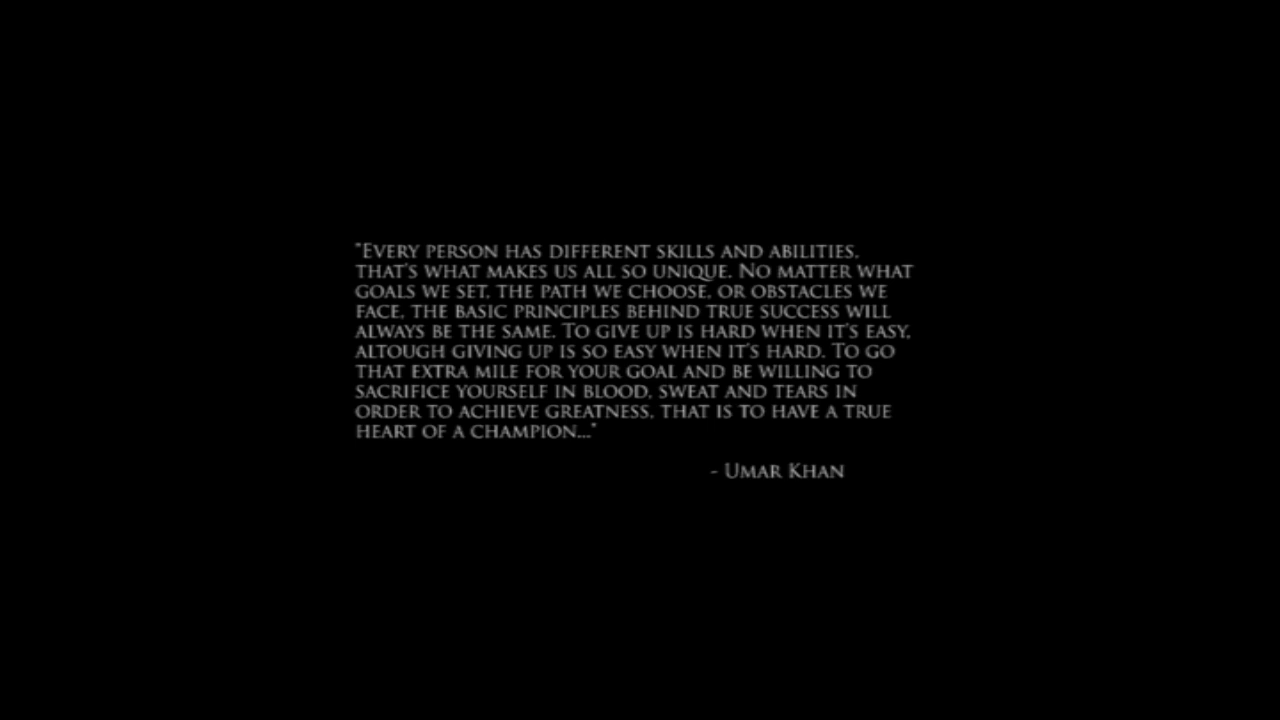 "Every person has different skills and abilities,
that's what makes us all so unique. No matter what
goals we set, the path we choose, or obstacles we
face, the basic principles behind true success will
always be the same. To give up is hard when it's easy,
altough giving up is so easy when it's hard. To go
that extra mile for your goal and be willing to
sacrifice yourself in blood, sweat and tears in
order to achieve greatness, that is to have a true
heart of a champion..."
- Umar Khan